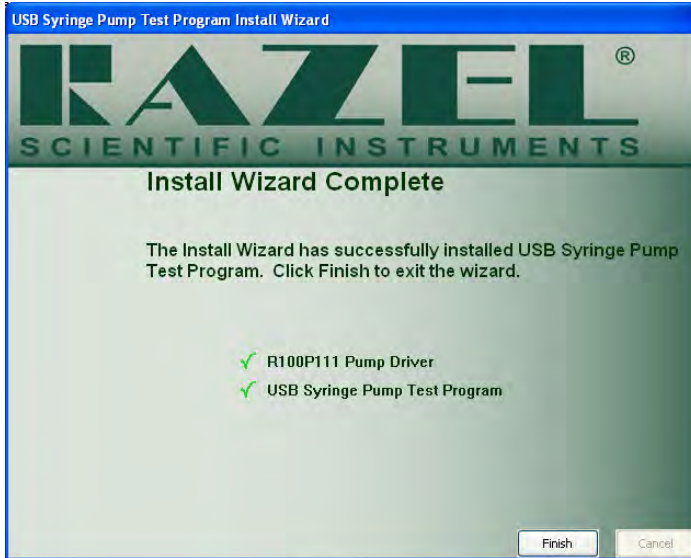 USB Syringe Pump Test Program Install Wizard
RAZEL®
SCIENTIFIC INSTRUMENTS
Install Wizard Complete
The Install Wizard has successfully installed USB Syringe Pump
Test Program. Click Finish to exit the wizard.
R100P111 Pump Driver
USB Syringe Pump Test Program
Finish Cancel